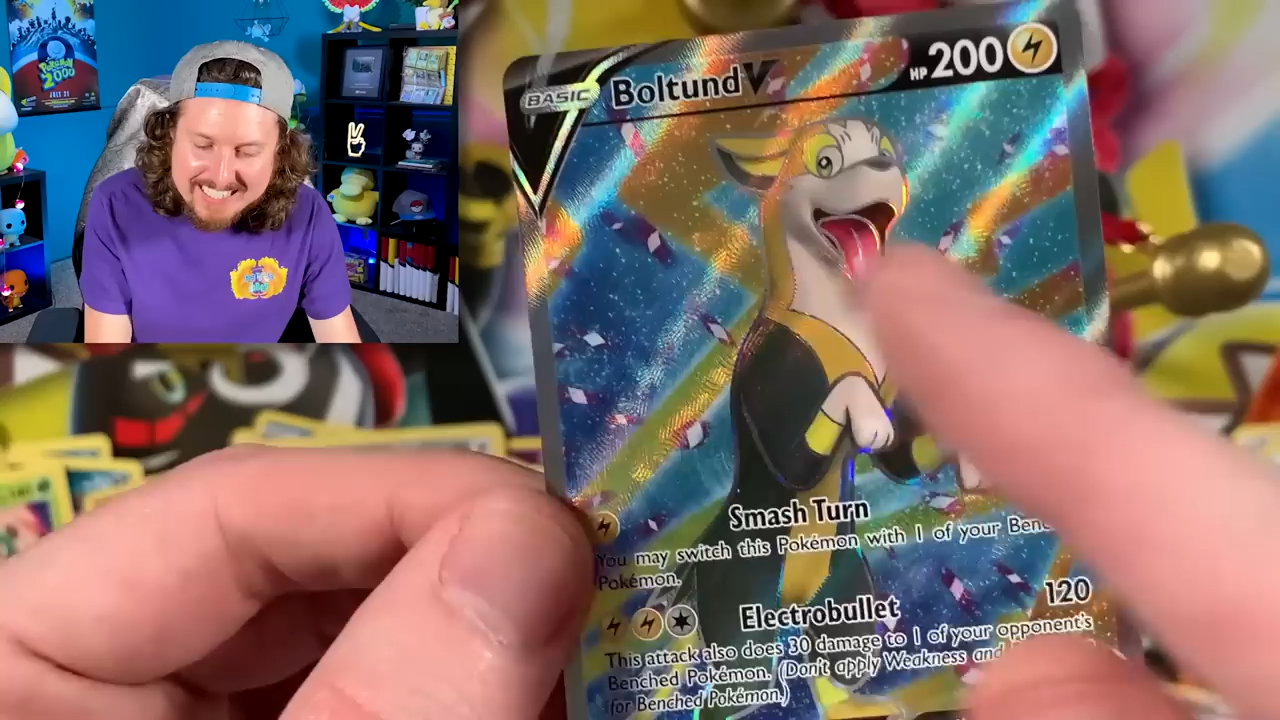 POKÉMON
2000
JULY 21
BASIC
Boltund V
HP 200
Smash Turn
You may switch this Pokémon with 1 of your
Pokémon.
Electrobullet 120
This attack also does 30 damage to 1 of your opponent's
Benched Pokémon. (Don't apply Weakness and
for Benched Pokémon.)